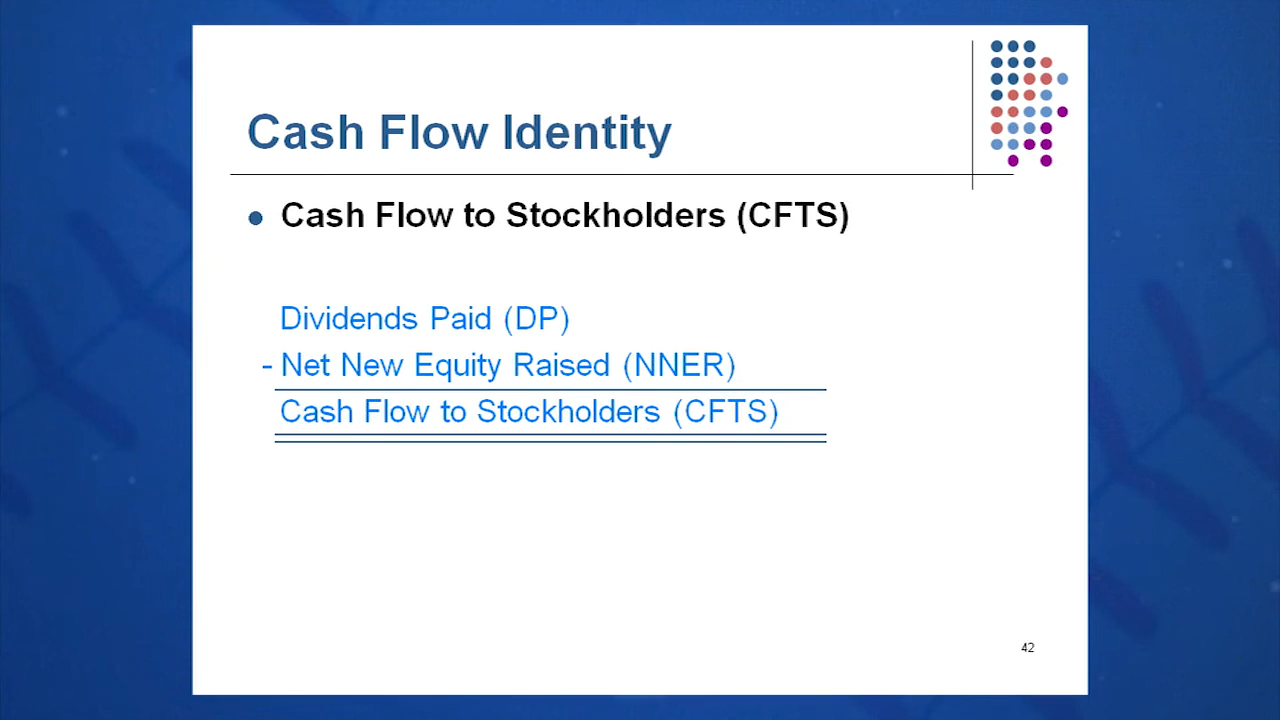 Cash Flow Identity
Cash Flow to Stockholders (CFTS)
Dividends Paid (DP)
- Net New Equity Raised (NNER)
Cash Flow to Stockholders (CFTS)
42